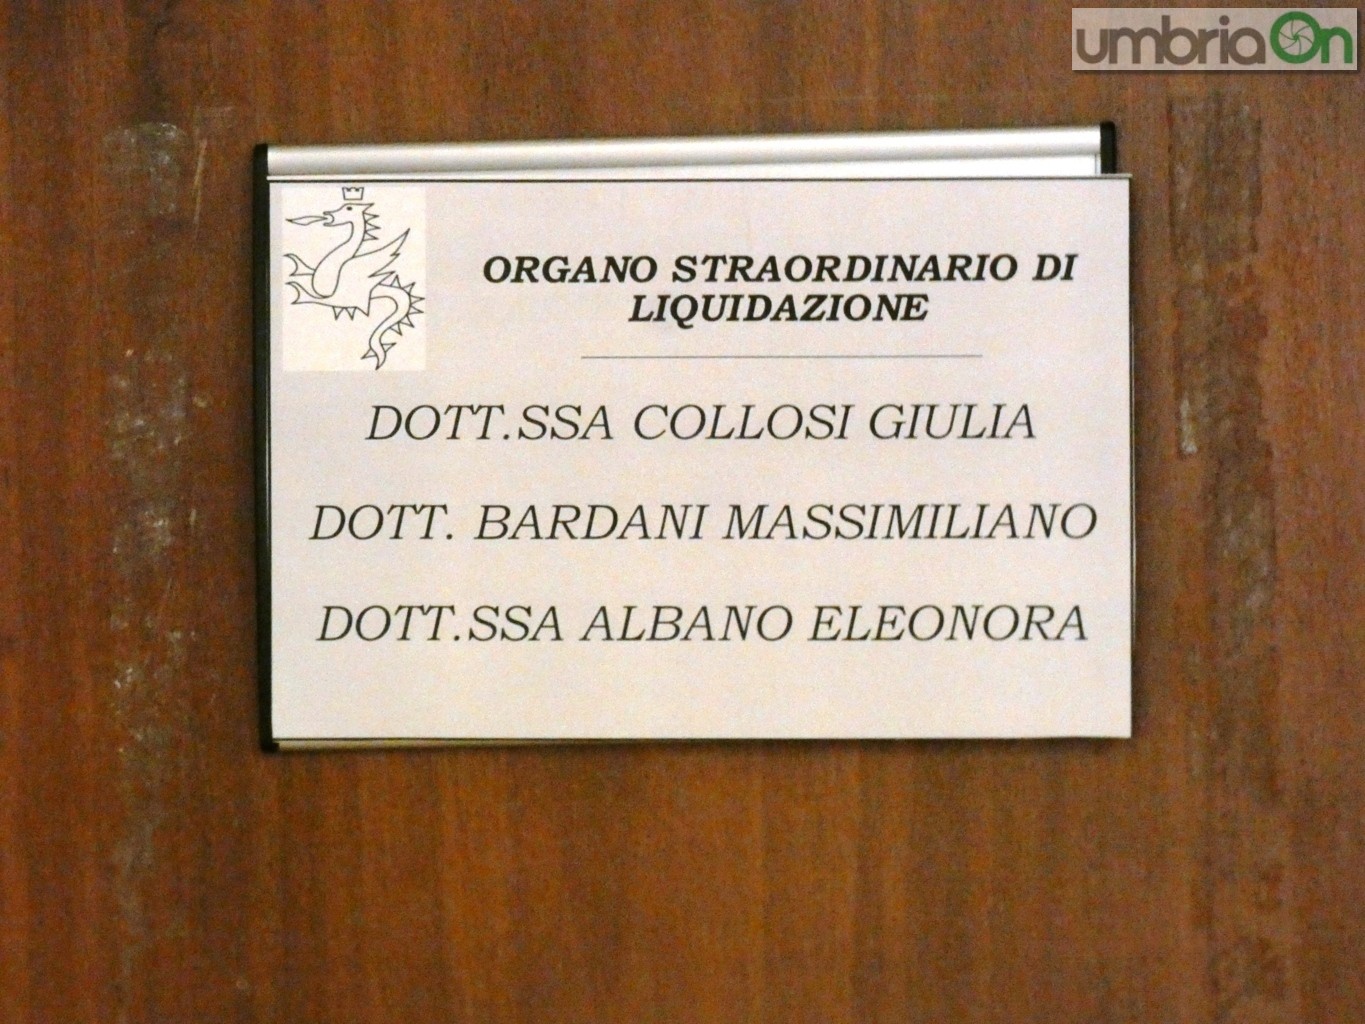 umbriaOn
ORGANO STRAORDINARIO DI
LIQUIDAZIONE
DOTT.SSA COLLOSI GIULIA
DOTT. BARDANI MASSIMILIANO
DOTT.SSA ALBANO ELEONORA